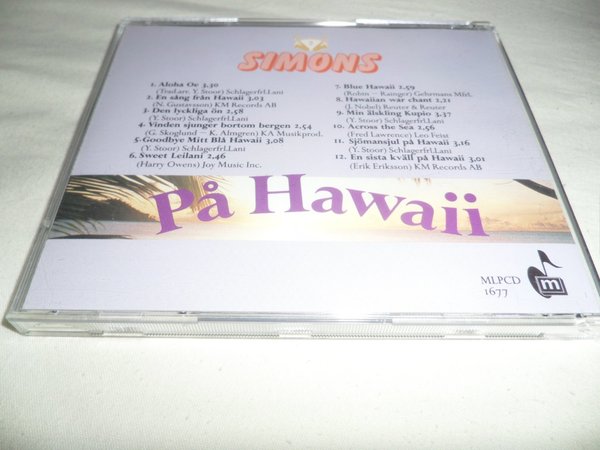 SIMONS
1. Aloha Oe 3,30
(Trad.arr. Y. Stoor) Schlagerfrl.Lani
2. En sång från Hawaii 3,03
(N. Gustavsson) KM Records AB
3. Den lyckliga ön 2,58
(Y. Stoor) Schlagerfrl.Lani
4. Vinden sjunger bortom bergen 2,54
(G. Skoglund - K. Almgren) KA Musikprod.
5. Goodbye Mitt Blå Hawaii 3,08
(Y. Stoor) Schlagerfrl.Lani
6. Sweet Leilani 2,46
(Harry Owens) Joy Music Inc.
7. Blue Hawaii 2,59
(Robin - Rainger) Gehrmans Mfrl.
8. Hawaiian war chant 2,21
(J. Nobel) Reuter & Reuter
9. Min älskling Kupio 3,37
(Y. Stoor) Schlagerfrl.Lani
10. Across the Sea 2,56
(Fred Lawrence) Leo Feist
11. Sjömansjul på Hawaii 3,16
(Y. Stoor) Schlagerfrl.Lani
12. En sista kväll på Hawaii 3,01
(Erik Eriksson) KM Records AB
På Hawaii
MLPCD
1677
m